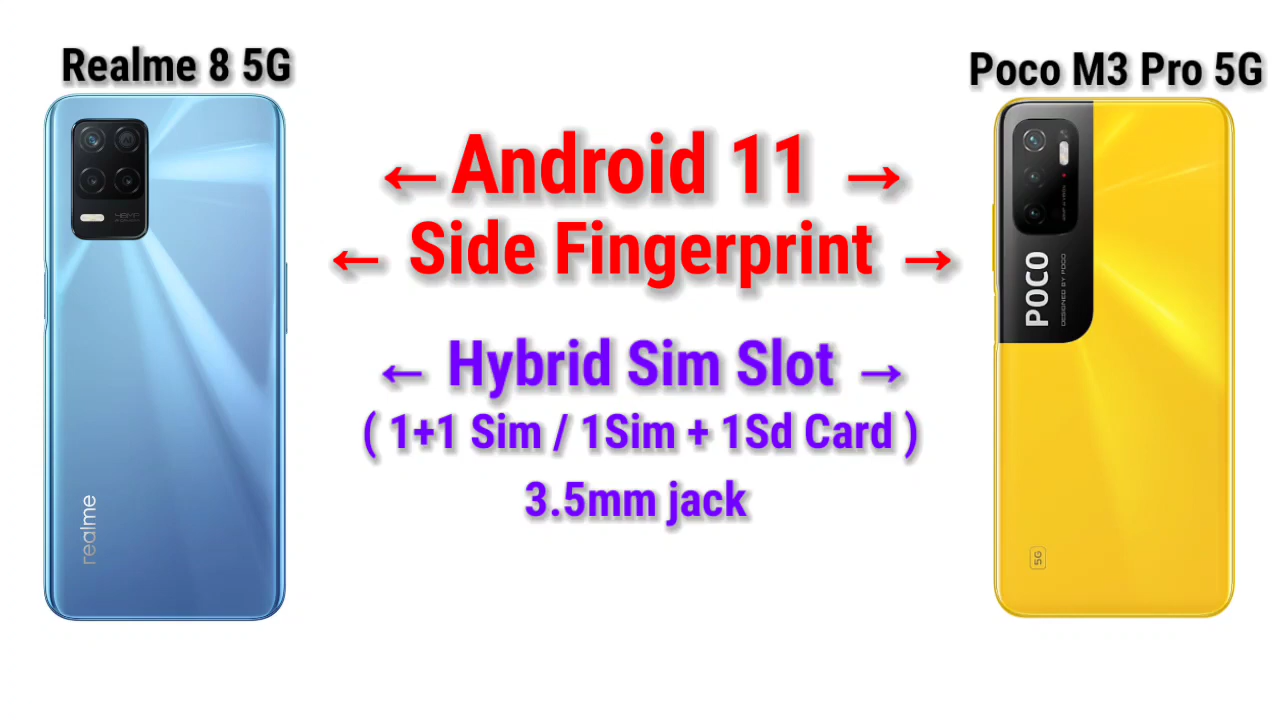 Realme 8 5G
Poco M3 Pro 5G
←Android 11 →
← Side Fingerprint →
← Hybrid Sim Slot →
( 1+1 Sim / 1Sim + 1Sd Card )
3.5mm jack
48MP
realme
POCO
DESIGNED BY POCO
5G